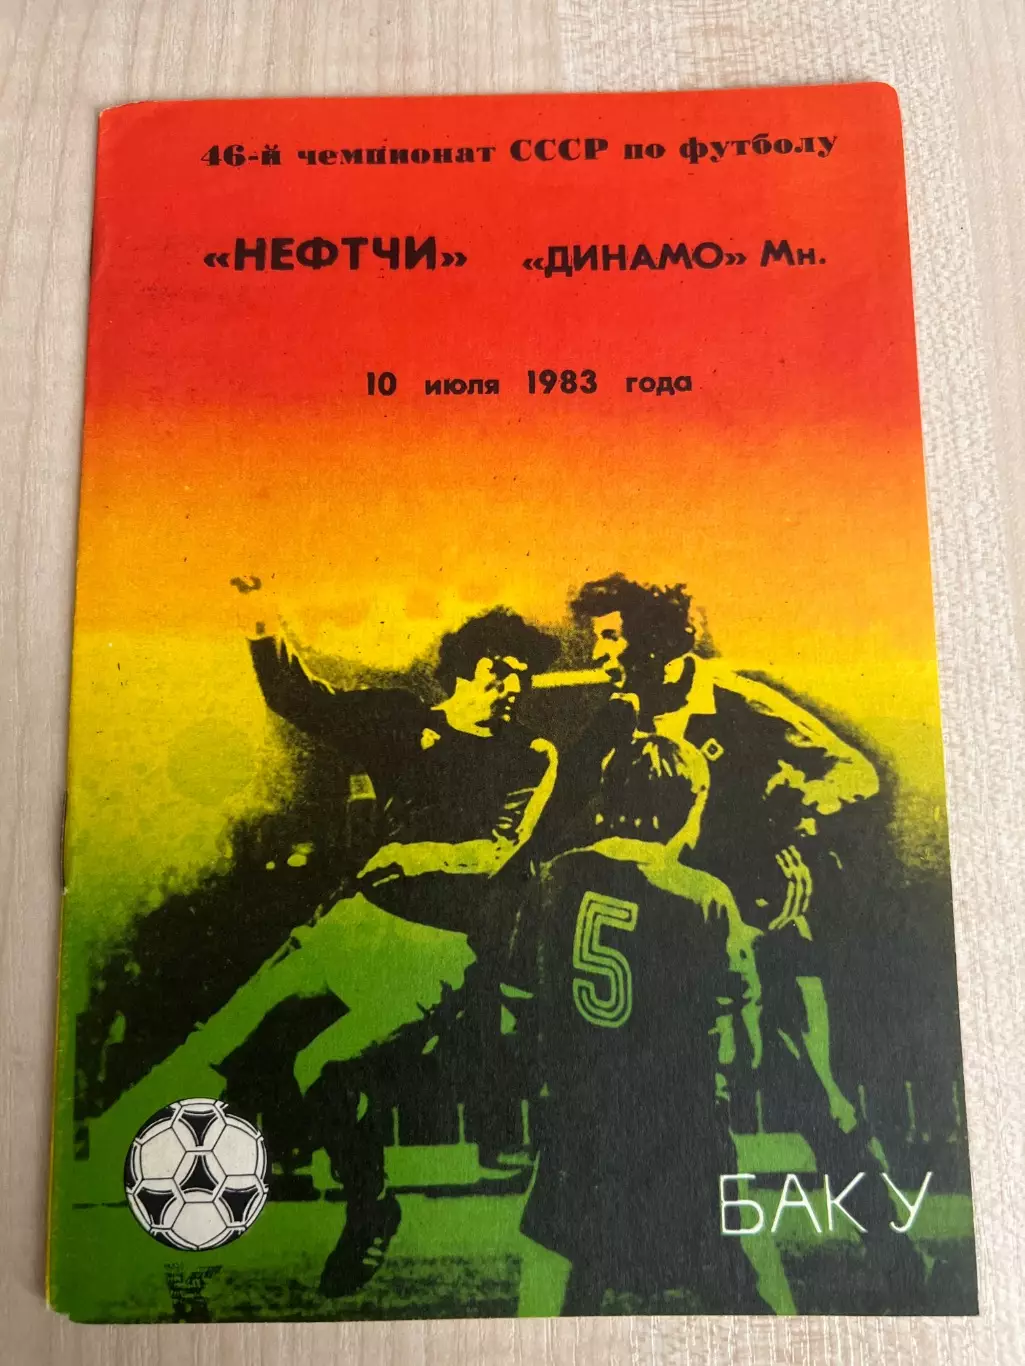 46-й чемпионат СССР по футболу
«НЕФТЧИ» «ДИНАМО» Мн.
10 июля 1983 года
5
БАКУ